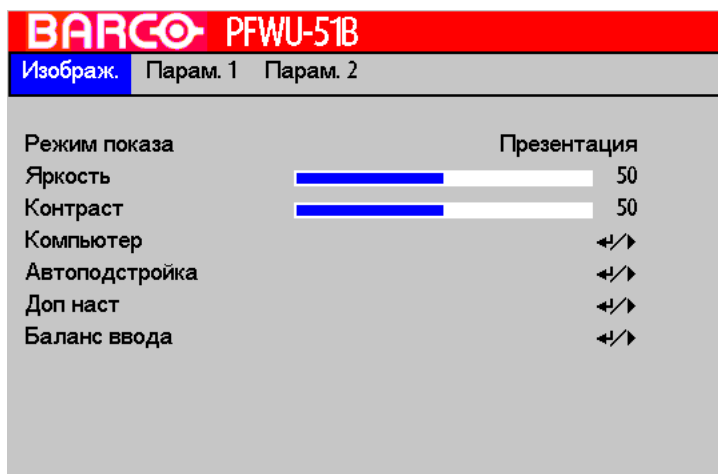 BARCO PFWU-51B
Изображ. Парам. 1 Парам. 2
Режим показа Презентация
Яркость 50
Контраст 50
Компьютер
Автоподстройка
Доп наст
Баланс ввода